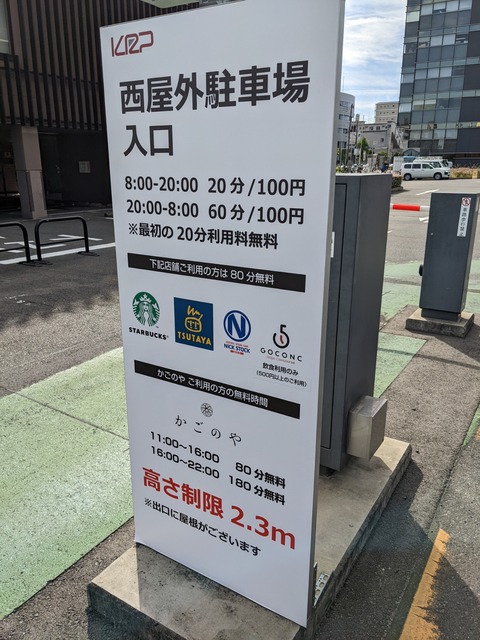 KRP
西屋外駐車場
入口
8:00-20:00 20分/100円
20:00-8:00 60分/100円
※最初の20分利用料無料
下記店舗ご利用の方は80分無料
STARBUCKS
TSUTAYA
N
NICK STOCK
GOCONC
飲食利用のみ
(500円以上のご利用)
かごのや ご利用の方の無料時間
かごのや
11:00~16:00 80分無料
16:00~22:00 180分無料
高さ制限 2.3m
※出口に屋根がございます